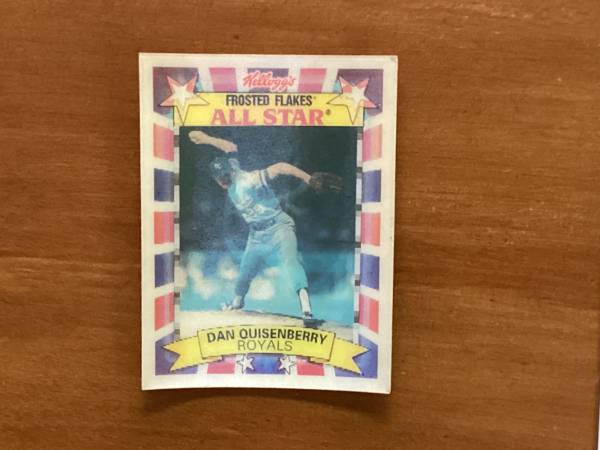 Kellogg's
FROSTED FLAKES®
ALL STAR®
DAN QUISENBERRY
ROYALS